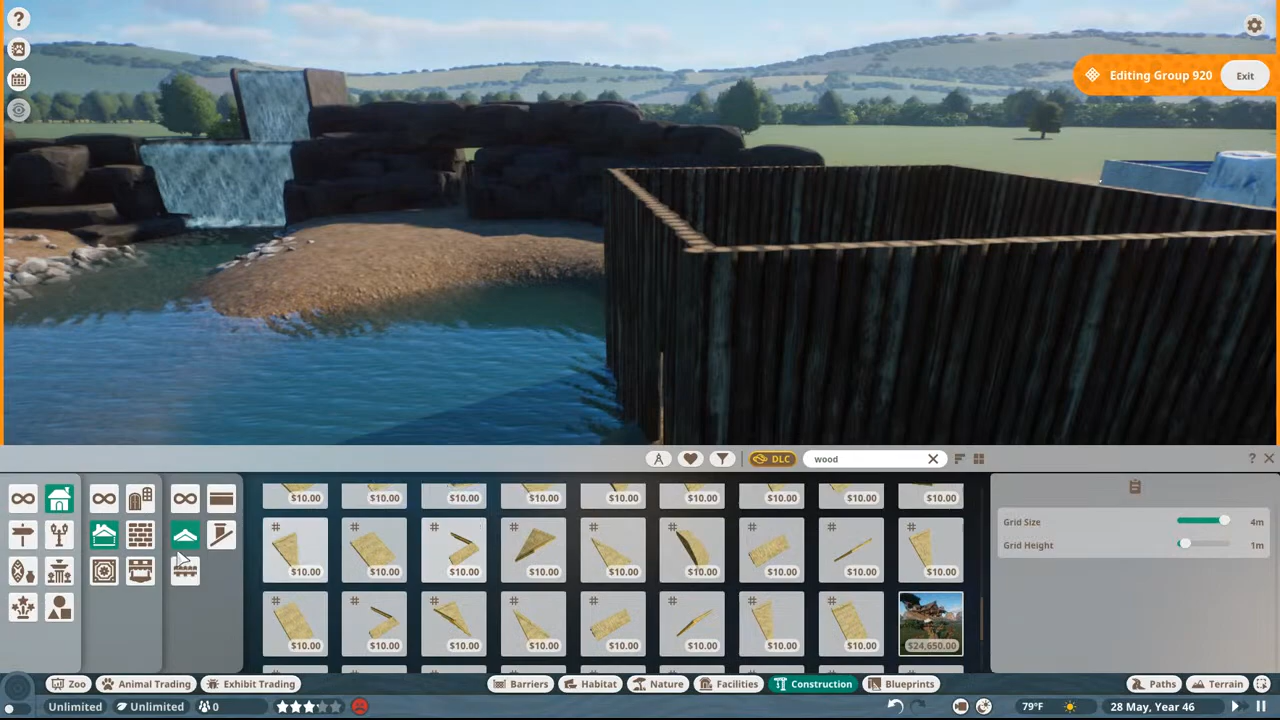 ?
Editing Group 920
Exit
DLC
wood
?
$10.00 $10.00 $10.00 $10.00 $10.00 $10.00 $10.00 $10.00 $10.00
Grid Size 4m
Grid Height 1m
$10.00 $10.00 $10.00 $10.00 $10.00 $10.00 $10.00 $10.00 $10.00
$10.00 $10.00 $10.00 $10.00 $10.00 $10.00 $10.00 $10.00 $24,650.00
Zoo Animal Trading Exhibit Trading Barriers Habitat Nature Facilities Construction Blueprints Paths Terrain
Unlimited Unlimited 0 79°F 28 May, Year 46